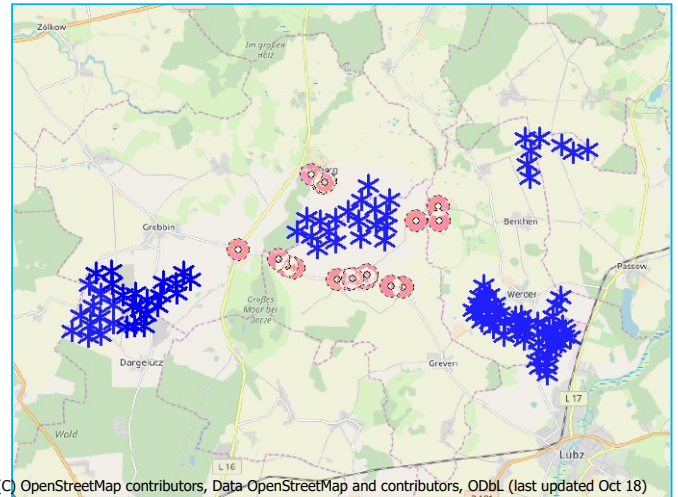 Zölkow
Im großen
Holz
Grebbin
Benthen
Passow
Großes
Moor bei
Darze
Werder
Dargelütz
Greven
L 17
Wald
L 16
Lübz
(C) OpenStreetMap contributors, Data OpenStreetMap and contributors, ODbL (last updated Oct 18)